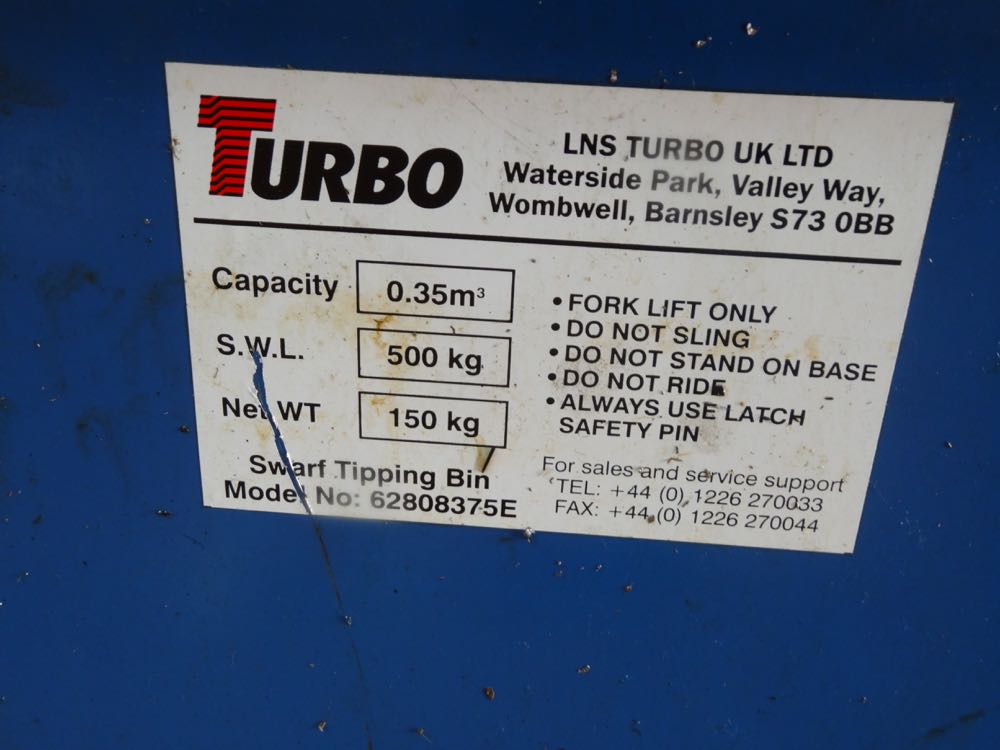 TURBO
LNS TURBO UK LTD
Waterside Park, Valley Way,
Wombwell, Barnsley S73 0BB
Capacity 0.35m³
S.W.L. 500 kg
Net WT 150 kg
Swarf Tipping Bin
Model No: 62808375E
• FORK LIFT ONLY
• DO NOT SLING
• DO NOT STAND ON BASE
• DO NOT RIDE
• ALWAYS USE LATCH
SAFETY PIN
For sales and service support
TEL: +44 (0) 1226 270033
FAX: +44 (0) 1226 270044